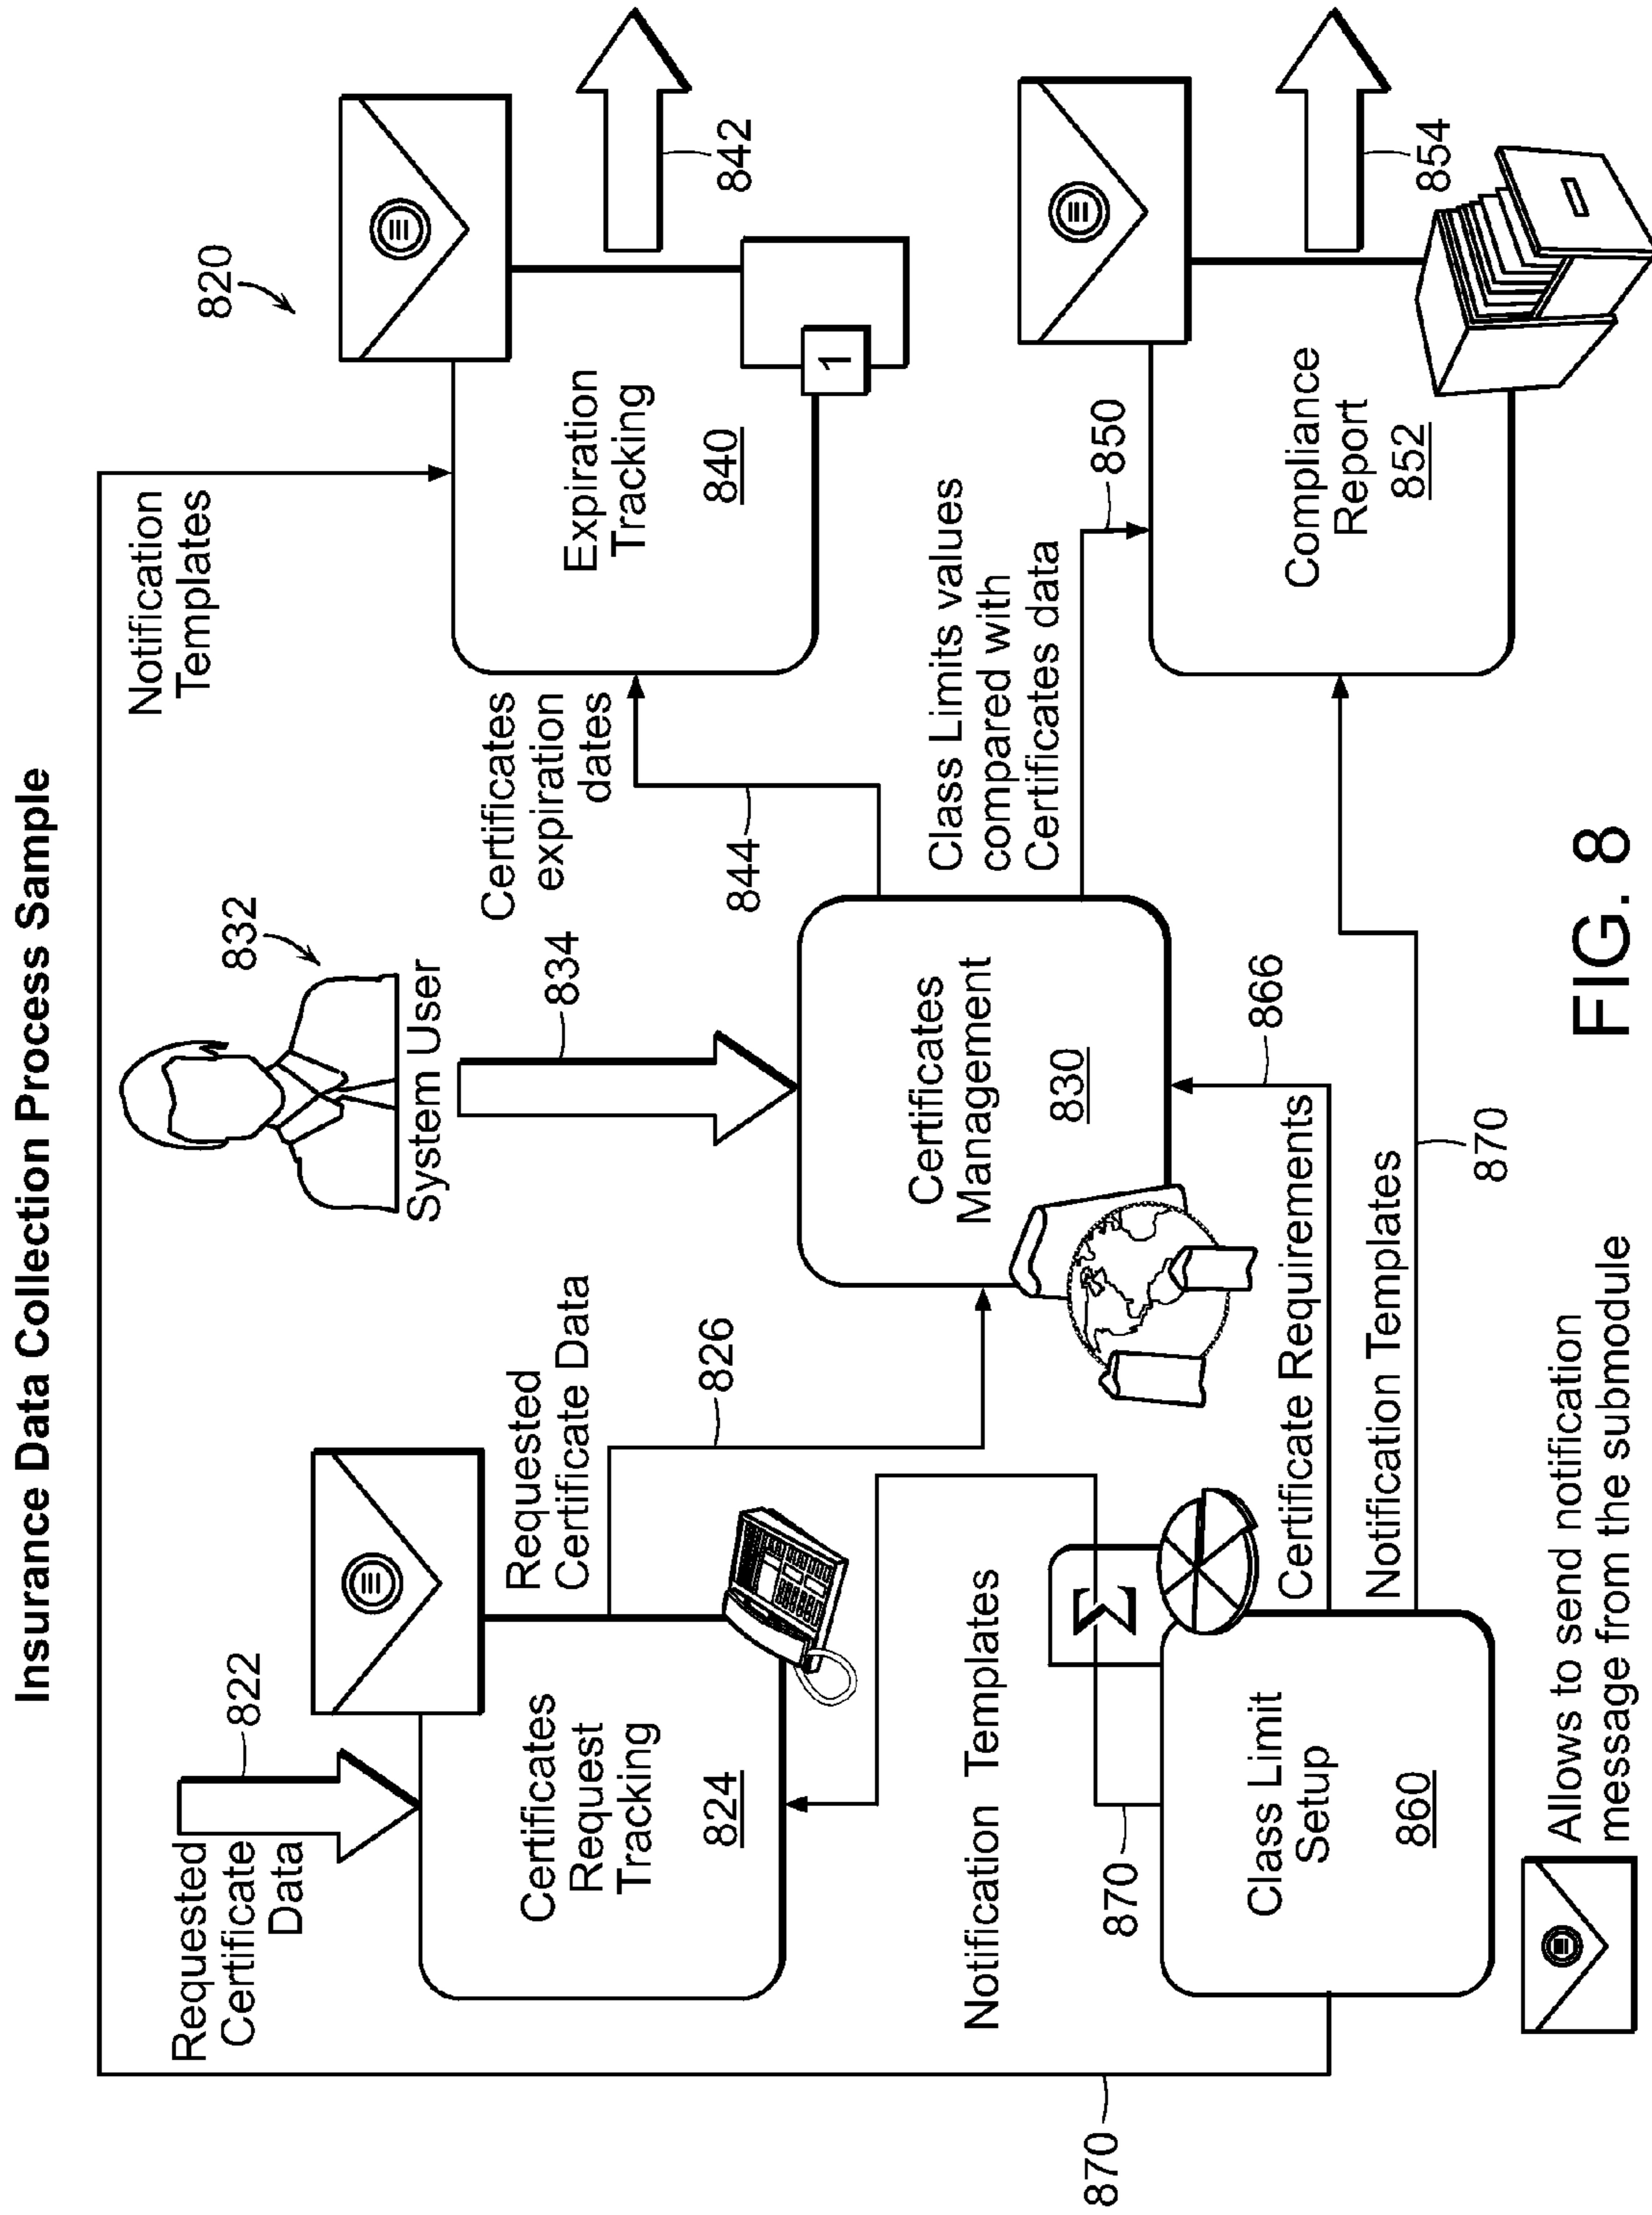 Insurance Data Collection Process Sample
820
Requested
Certificate
Data
822
832
System User
834
Notification
Templates
Certificates
Request
Tracking
824
Requested
Certificate Data
826
Certificates
expiration
dates
844
Expiration
Tracking
840
1
842
Certificates
Management
830
Class Limits values
compared with
Certificates data
850
Notification Templates
870
Σ
Class Limit
Setup
860
Certificate Requirements
866
Notification Templates
870
Compliance
Report
852
854
870
Allows to send notification
message from the submodule
FIG. 8